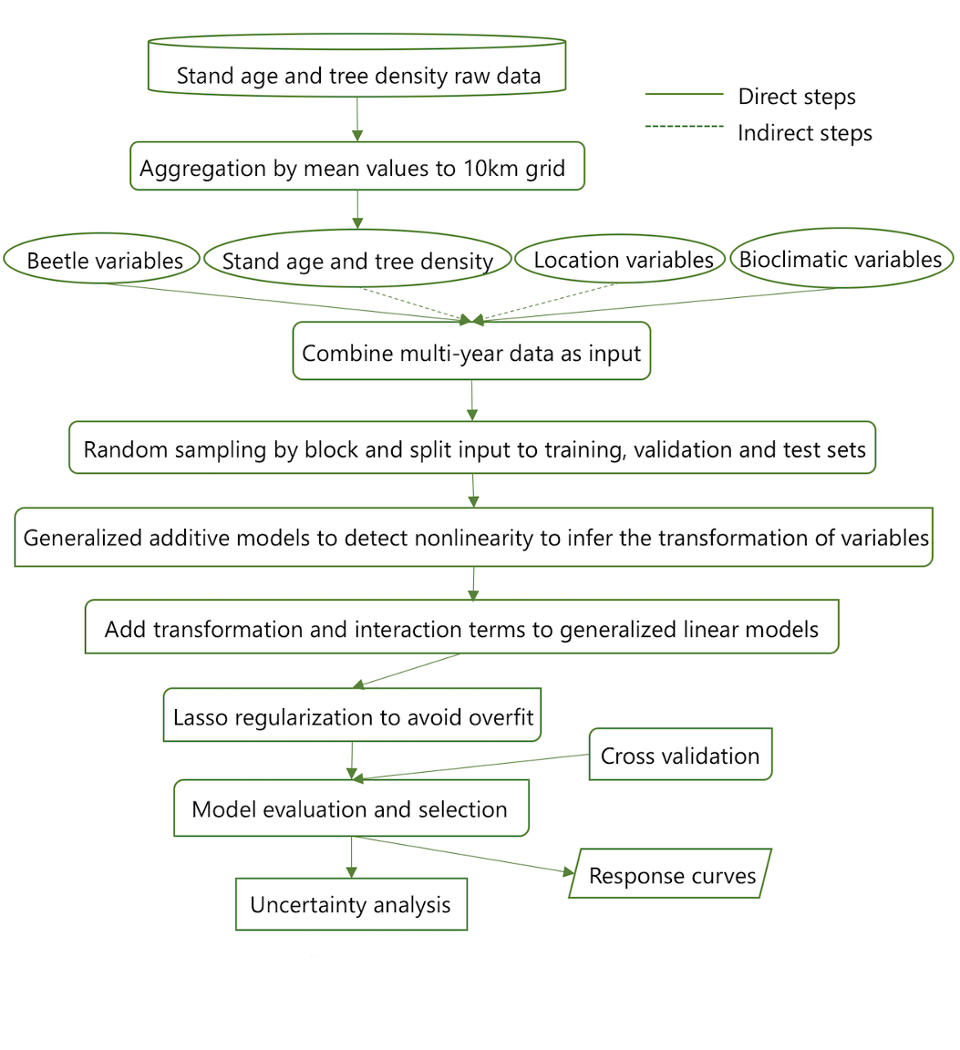 Stand age and tree density raw data
Direct steps
Indirect steps
Aggregation by mean values to 10km grid
Beetle variables
Stand age and tree density
Location variables
Bioclimatic variables
Combine multi-year data as input
Random sampling by block and split input to training, validation and test sets
Generalized additive models to detect nonlinearity to infer the transformation of variables
Add transformation and interaction terms to generalized linear models
Lasso regularization to avoid overfit
Cross validation
Model evaluation and selection
Response curves
Uncertainty analysis